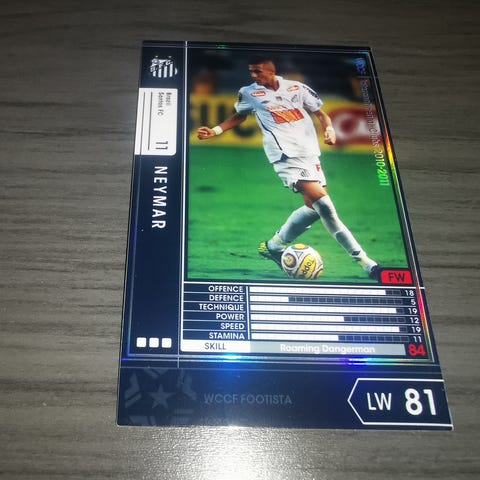 Brazil
Santos FC
11
NEYMAR
2010-2011
FW
OFFENCE 18
DEFENCE 5
TECHNIQUE 19
POWER 12
SPEED 19
STAMINA 11
SKILL Roaming Dangerman 84
WCCF FOOTISTA
LW 81